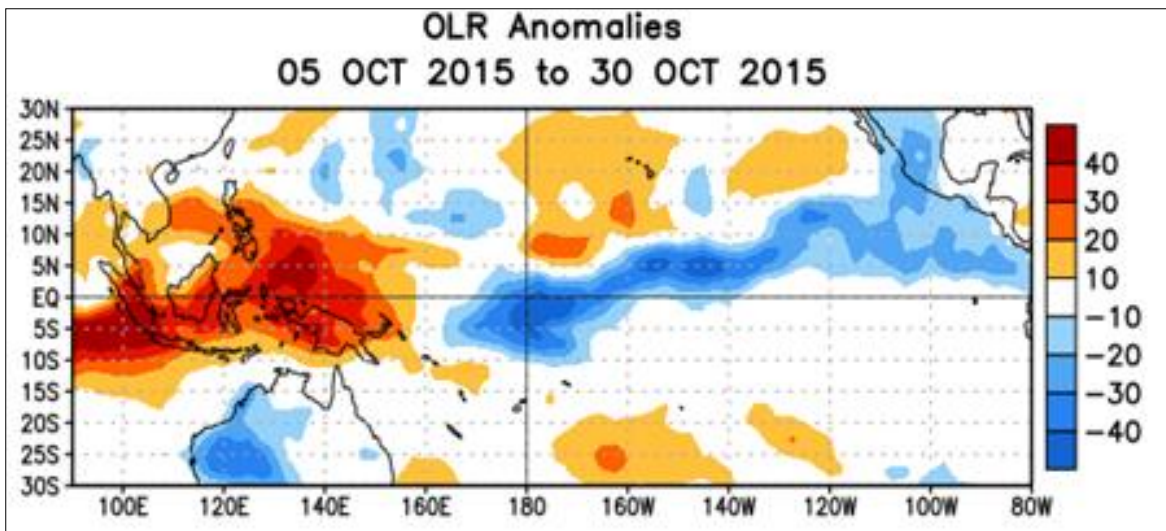 OLR Anomalies
05 OCT 2015 to 30 OCT 2015
30N
25N
20N
15N
10N
5N
EQ
5S
10S
15S
20S
25S
30S
100E 120E 140E 160E 180 160W 140W 120W 100W 80W
40
30
20
10
-10
-20
-30
-40